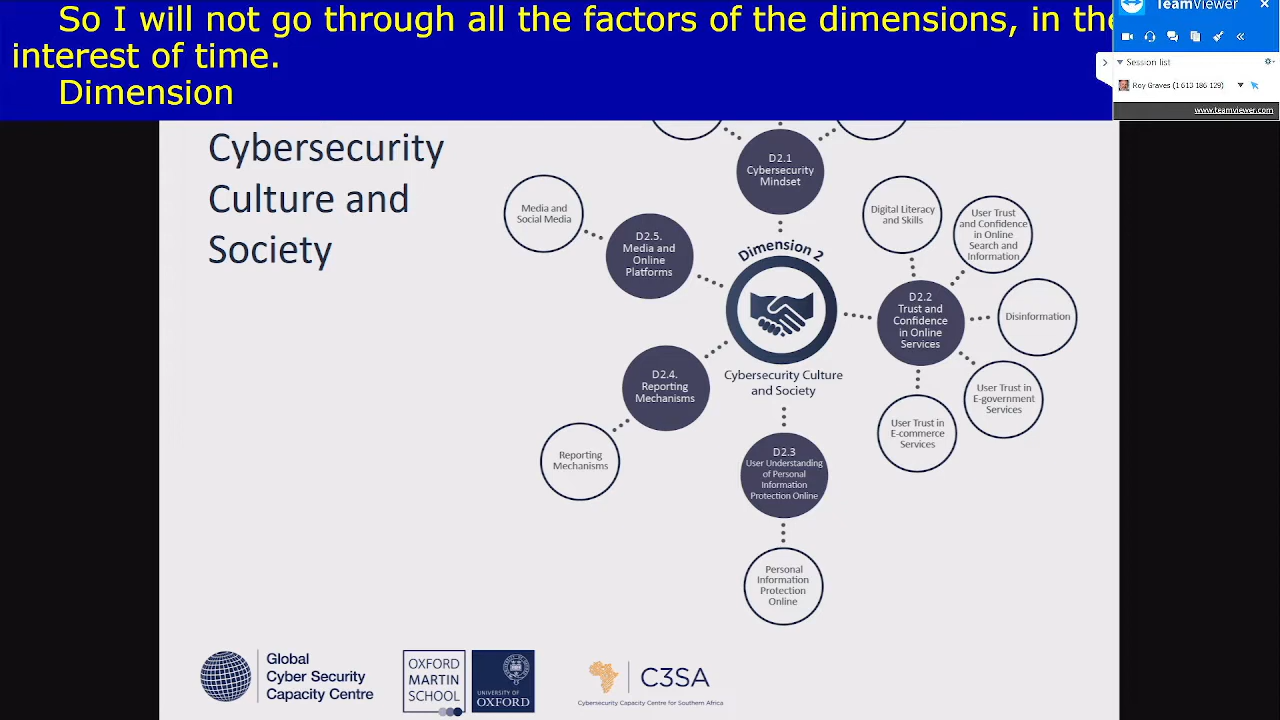 So I will not go through all the factors of the dimensions, in the
interest of time.
Dimension
TeamViewer
Session list
Roy Graves (1 613 186 129)
www.teamviewer.com
Cybersecurity
Culture and
Society
D2.1
Cybersecurity
Mindset
Media and
Social Media
D2.5.
Media and
Online
Platforms
Dimension 2
Digital Literacy
and Skills
User Trust
and Confidence
in Online
Search and
Information
D2.2
Trust and
Confidence
in Online
Services
Disinformation
D2.4.
Reporting
Mechanisms
Cybersecurity Culture
and Society
User Trust in
E-government
Services
User Trust in
E-commerce
Services
Reporting
Mechanisms
D2.3
User Understanding
of Personal
Information
Protection Online
Personal
Information
Protection
Online
Global
Cyber Security
Capacity Centre
OXFORD
MARTIN
SCHOOL
UNIVERSITY OF
OXFORD
C3SA
Cybersecurity Capacity Centre for Southern Africa